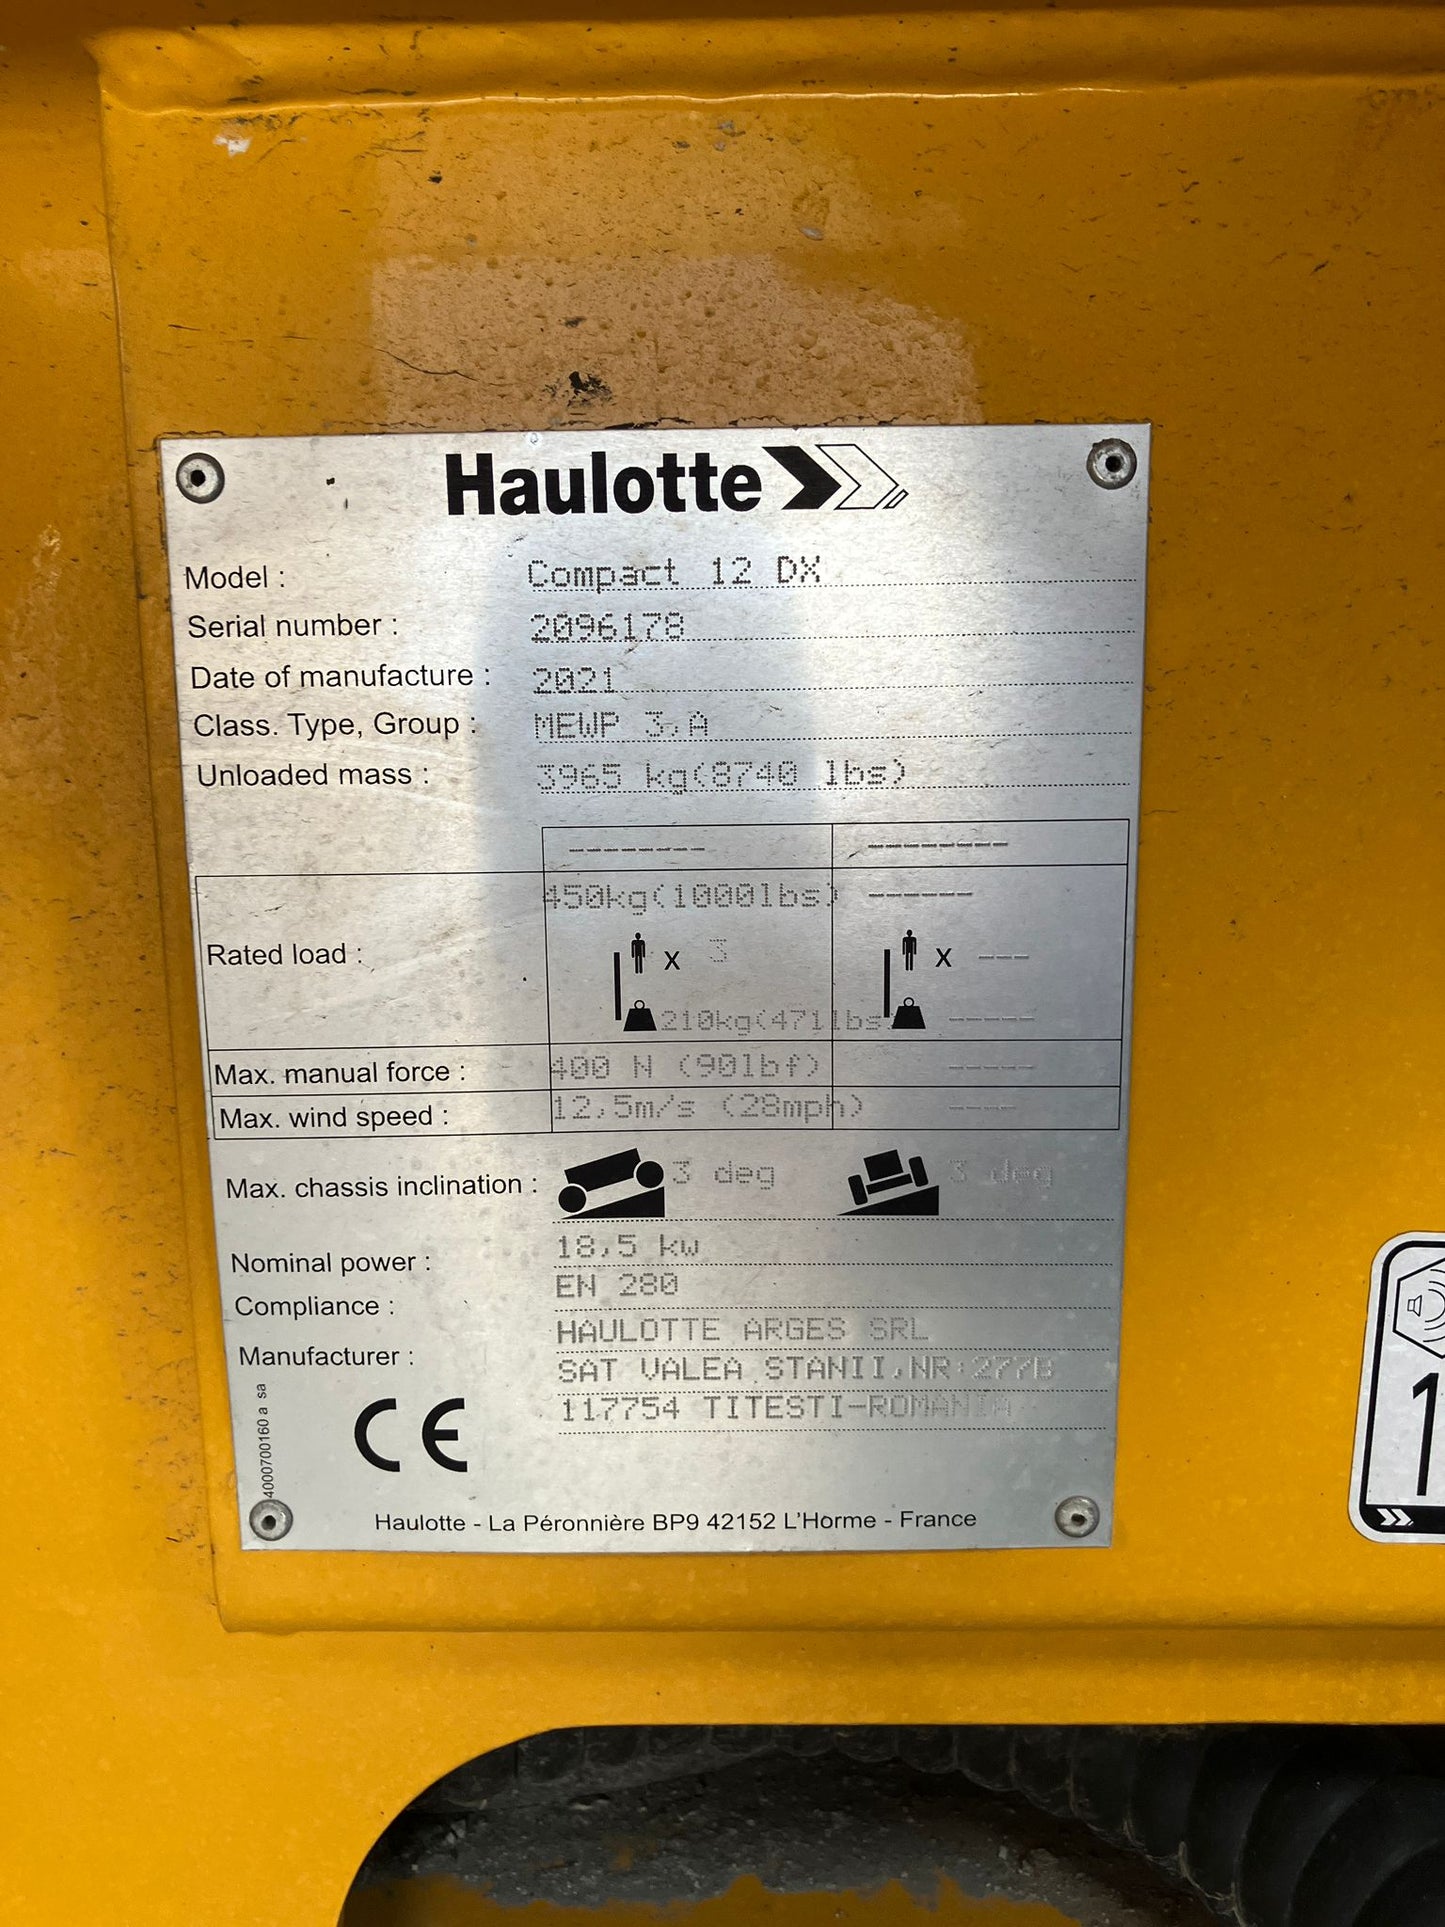 Haulotte
Model : Compact 12 DX
Serial number : 2096178
Date of manufacture : 2021
Class. Type, Group : MEWP 3,A
Unloaded mass : 3965 kg(8740 lbs)
------- --------
450kg(1000lbs) ------
Rated load : x 3 x ---
210kg(471lbs -----
Max. manual force : 400 N (90lbf) -----
Max. wind speed : 12,5m/s (28mph) ----
Max. chassis inclination : 3 deg 3 deg
Nominal power : 18,5 kw
Compliance : EN 280
Manufacturer : HAULOTTE ARGES SRL
SAT VALEA STANII,NR:277B
117754 TITESTI-ROMANIA
CE
4000700160 a sa
Haulotte - La Péronnière BP9 42152 L'Horme - France
1